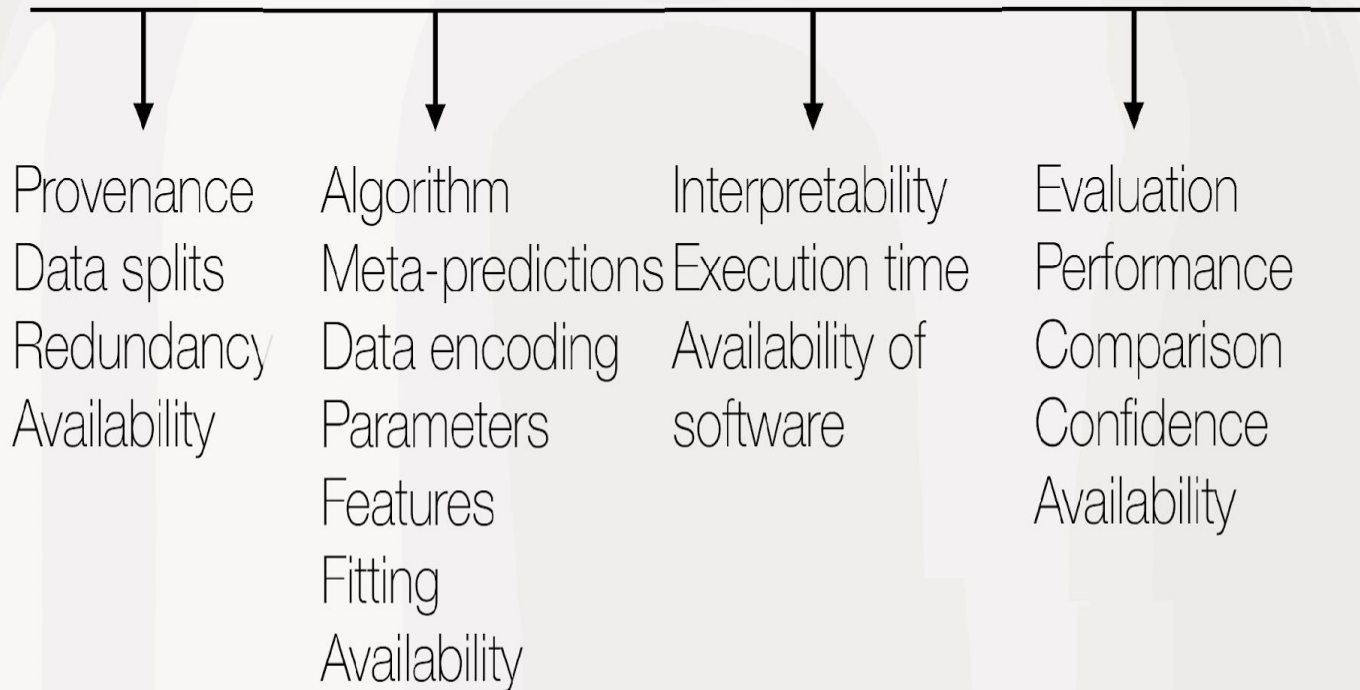 Provenance
Data splits
Redundancy
Availability
Algorithm
Meta-predictions
Data encoding
Parameters
Features
Fitting
Availability
Interpretability
Execution time
Availability of
software
Evaluation
Performance
Comparison
Confidence
Availability